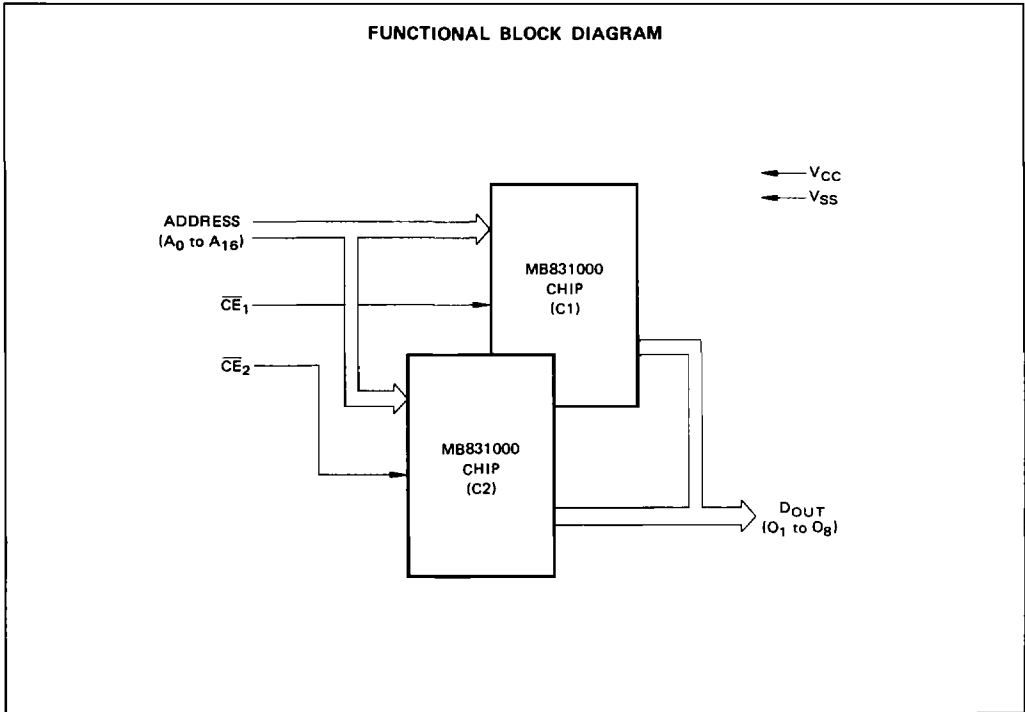 FUNCTIONAL BLOCK DIAGRAM
VCC
VSS
ADDRESS
(A0 to A16)
MB831000
CHIP
(C1)
CE1
CE2
MB831000
CHIP
(C2)
DOUT
(O1 to O8)